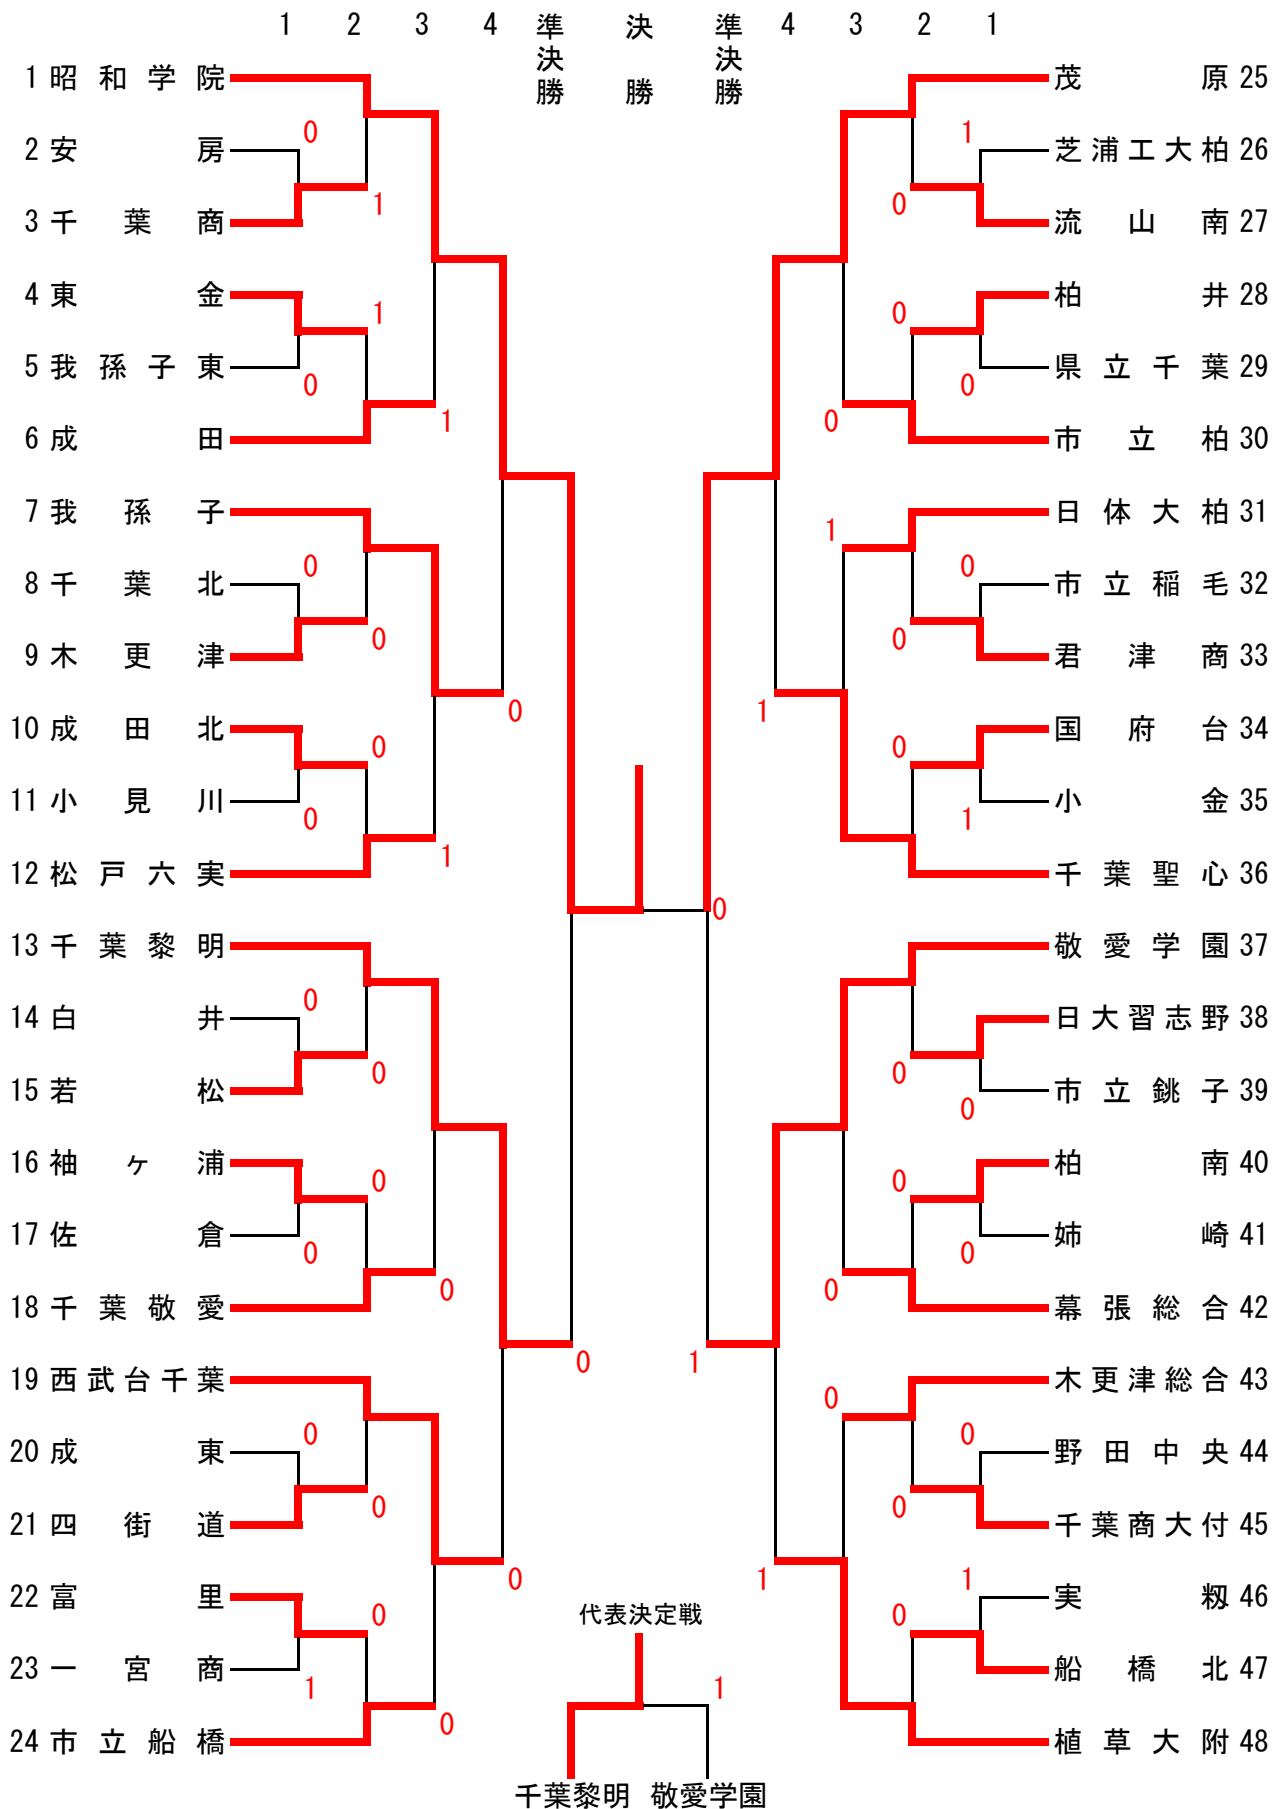 1 2 3 4 準決勝 決勝 準決勝 4 3 2 1
1 昭和学院 茂原 25
0 1
2 安房 芝浦工大柏 26
1 0
3 千葉商 流山南 27
4 東金 1 0 柏井 28
5 我孫子東 県立千葉 29
0 0
1 0
6 成田 市立柏 30
7 我孫子 1 日体大柏 31
0 0
8 千葉北 市立稲毛 32
0 0
9 木更津 君津商 33
0 1
10 成田北 0 0 国府台 34
11 小見川 小金 35
0 1
1
12 松戸六実 千葉聖心 36
0
13 千葉黎明 敬愛学園 37
0
14 白井 日大習志野 38
0 0
15 若松 市立銚子 39
0
16 袖ヶ浦 0 0 柏南 40
17 佐倉 姉崎 41
0 0
0 0
18 千葉敬愛 幕張総合 42
0 1
19 西武台千葉 0 木更津総合 43
0 0
20 成東 野田中央 44
0 0
21 四街道 千葉商大付 45
0 1
22 富里 1 実籾 46
0 代表決定戦 0
23 一宮商 船橋北 47
1 1
0
24 市立船橋 植草大附 48
千葉黎明 敬愛学園